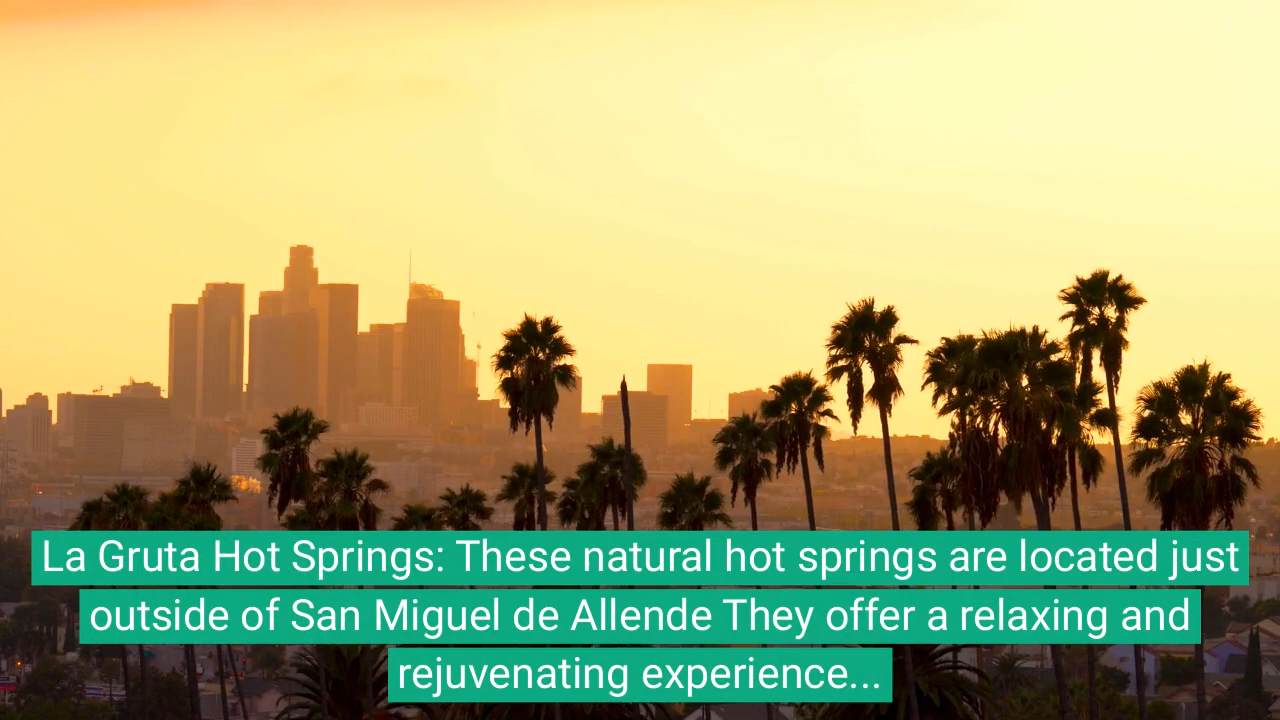 La Gruta Hot Springs: These natural hot springs are located just
outside of San Miguel de Allende They offer a relaxing and
rejuvenating experience...